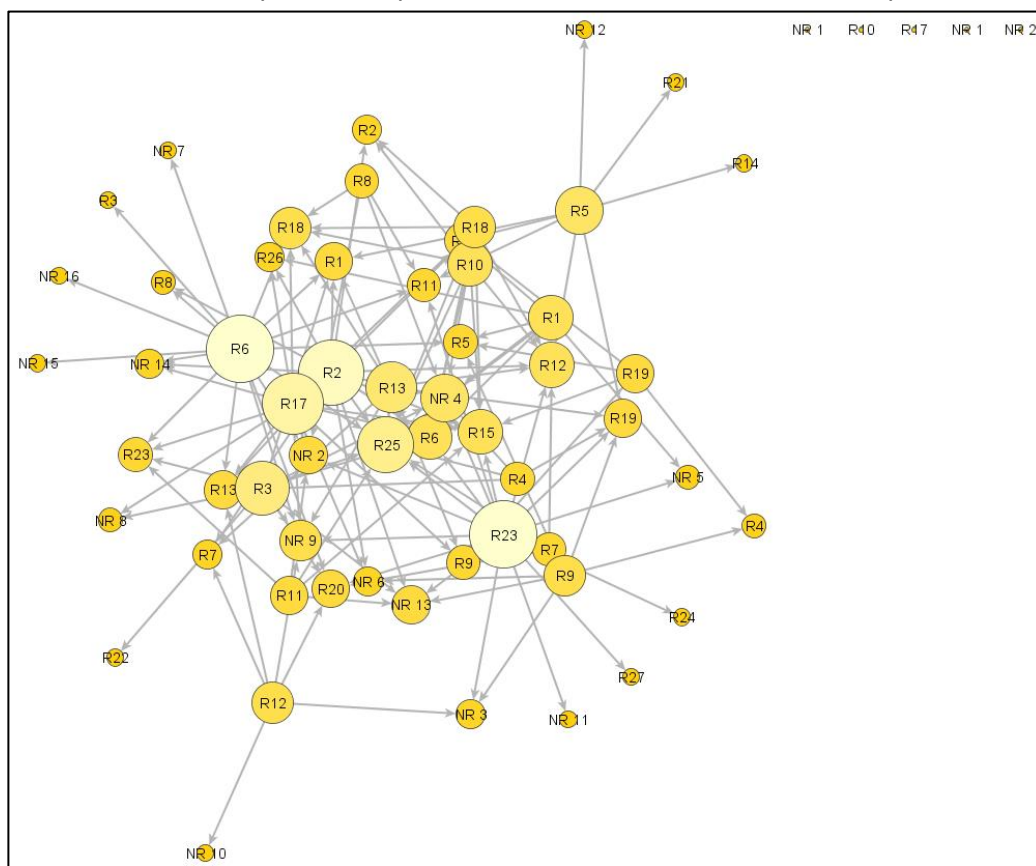 NR 12
NR 1
R10
R17
NR 1
NR 2
R21
R2
NR 7
R14
R8
R3
R5
R18
R18
R26
R1
R10
NR 16
R8
R11
R1
R5
R6
NR 15
NR 14
R2
R12
R19
R13
R17
NR 4
R19
R25
R6
R15
R23
NR 2
R4
NR 5
R13
R3
NR 8
R4
R23
NR 9
R7
R7
R9
R9
NR 6
R11
R20
NR 13
R24
R22
R27
R12
NR 3
NR 11
NR 10